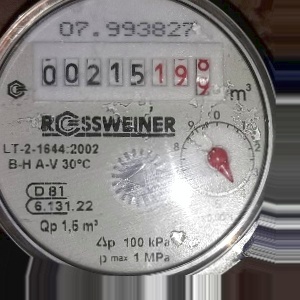 07.993827
00215199
m³
ROSSWEINER
LT-2-1644:2002
B-H A-V 30°C
D 81
6.131.22
Qp 1,5 m³
Δp 100 kPa
p max 1 MPa